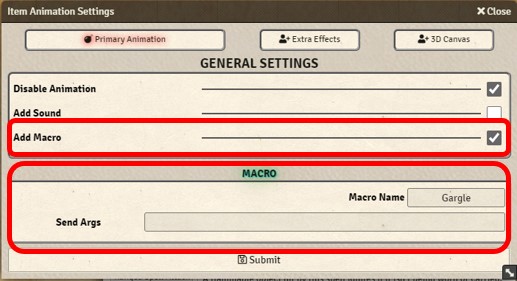 Item Animation Settings
Close
Primary Animation
Extra Effects
3D Canvas
GENERAL SETTINGS
Disable Animation
Add Sound
Add Macro
MACRO
Macro Name Gargle
Send Args
Submit